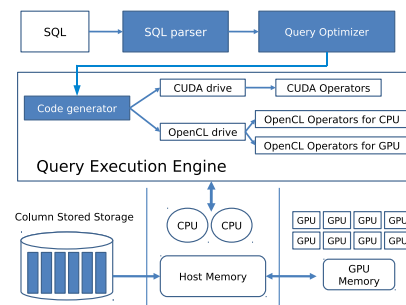 SQL
SQL parser
Query Optimizer
Code generator
CUDA drive
CUDA Operators
OpenCL drive
OpenCL Operators for CPU
OpenCL Operators for GPU
Query Execution Engine
Column Stored Storage
CPU CPU
GPU GPU GPU GPU
GPU GPU GPU GPU
Host Memory
GPU
Memory